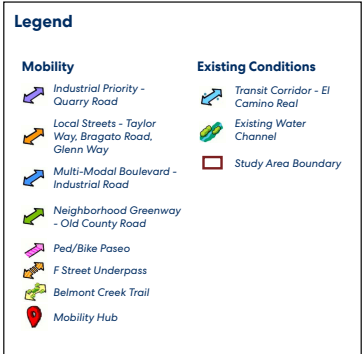 Legend
Mobility
Industrial Priority -
Quarry Road
Local Streets - Taylor
Way, Bragato Road,
Glenn Way
Multi-Modal Boulevard -
Industrial Road
Neighborhood Greenway
- Old County Road
Ped/Bike Paseo
F Street Underpass
Belmont Creek Trail
Mobility Hub
Existing Conditions
Transit Corridor - El
Camino Real
Existing Water
Channel
Study Area Boundary